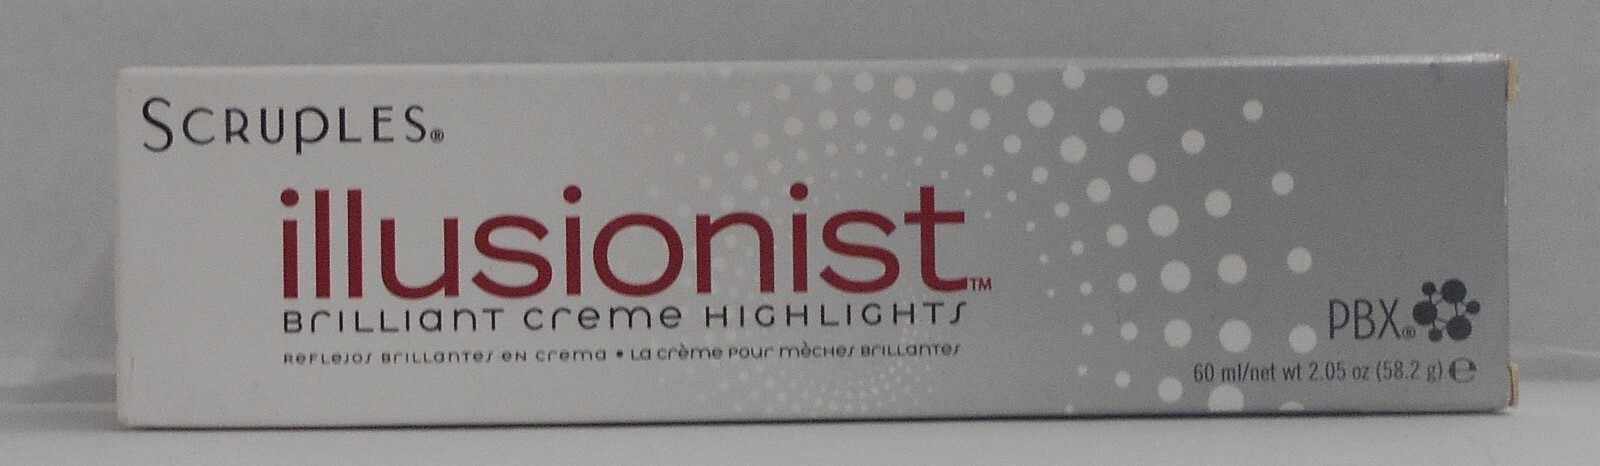 SCRUPLES®
illusionist™
BRILLIANT creme HIGHLIGHTS
REFLEJOS BRILLANTES EN CREMA • LA CRÈME POUR MÈCHES BRILLANTES
PBX®
60 ml/net wt 2.05 oz (58.2 g) ℮